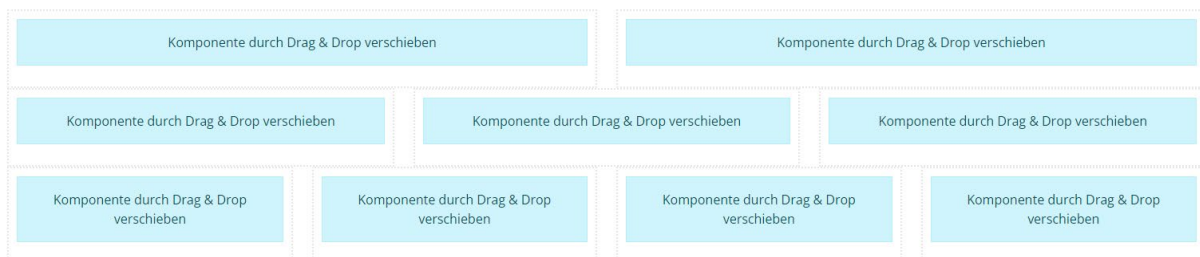 Komponente durch Drag & Drop verschieben
Komponente durch Drag & Drop verschieben
Komponente durch Drag & Drop verschieben
Komponente durch Drag & Drop verschieben
Komponente durch Drag & Drop verschieben
Komponente durch Drag & Drop
verschieben
Komponente durch Drag & Drop
verschieben
Komponente durch Drag & Drop
verschieben
Komponente durch Drag & Drop
verschieben